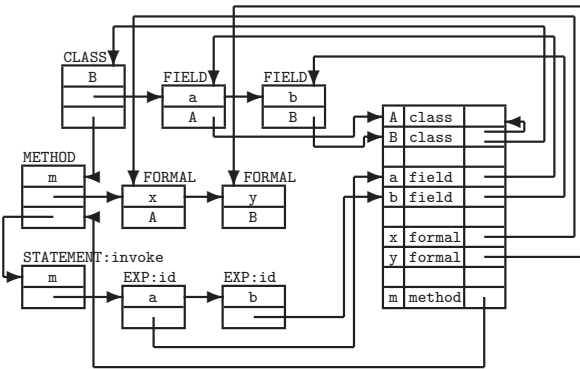 CLASS
B
FIELD
a
A
FIELD
b
B
A class
B class
a field
b field
x formal
y formal
m method
METHOD
m
FORMAL
x
A
FORMAL
y
B
STATEMENT:invoke
m
EXP:id
a
EXP:id
b